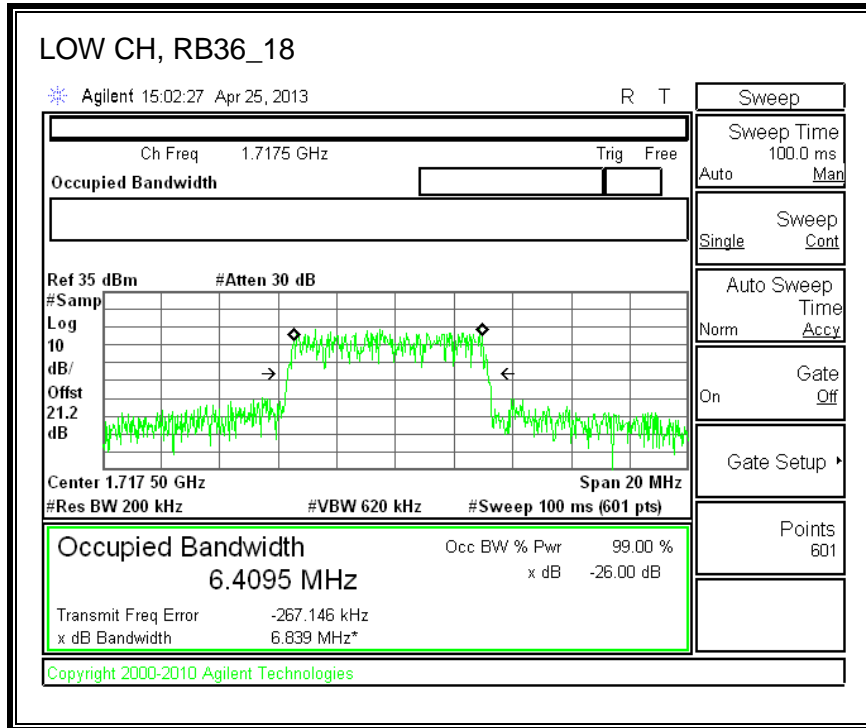 LOW CH, RB36_18
Agilent 15:02:27 Apr 25, 2013 R T
Sweep
Ch Freq 1.7175 GHz Trig Free
Occupied Bandwidth
Sweep Time
100.0 ms
Auto Man
Sweep
Single Cont
Ref 35 dBm #Atten 30 dB
#Samp
Log
10
dB/
Offst
21.2
dB
Auto Sweep
Time
Norm Accy
Gate
On Off
Gate Setup
Center 1.717 50 GHz Span 20 MHz
#Res BW 200 kHz #VBW 620 kHz #Sweep 100 ms (601 pts)
Points
601
Occupied Bandwidth Occ BW % Pwr 99.00 %
6.4095 MHz x dB -26.00 dB
Transmit Freq Error -267.146 kHz
x dB Bandwidth 6.839 MHz*
Copyright 2000-2010 Agilent Technologies